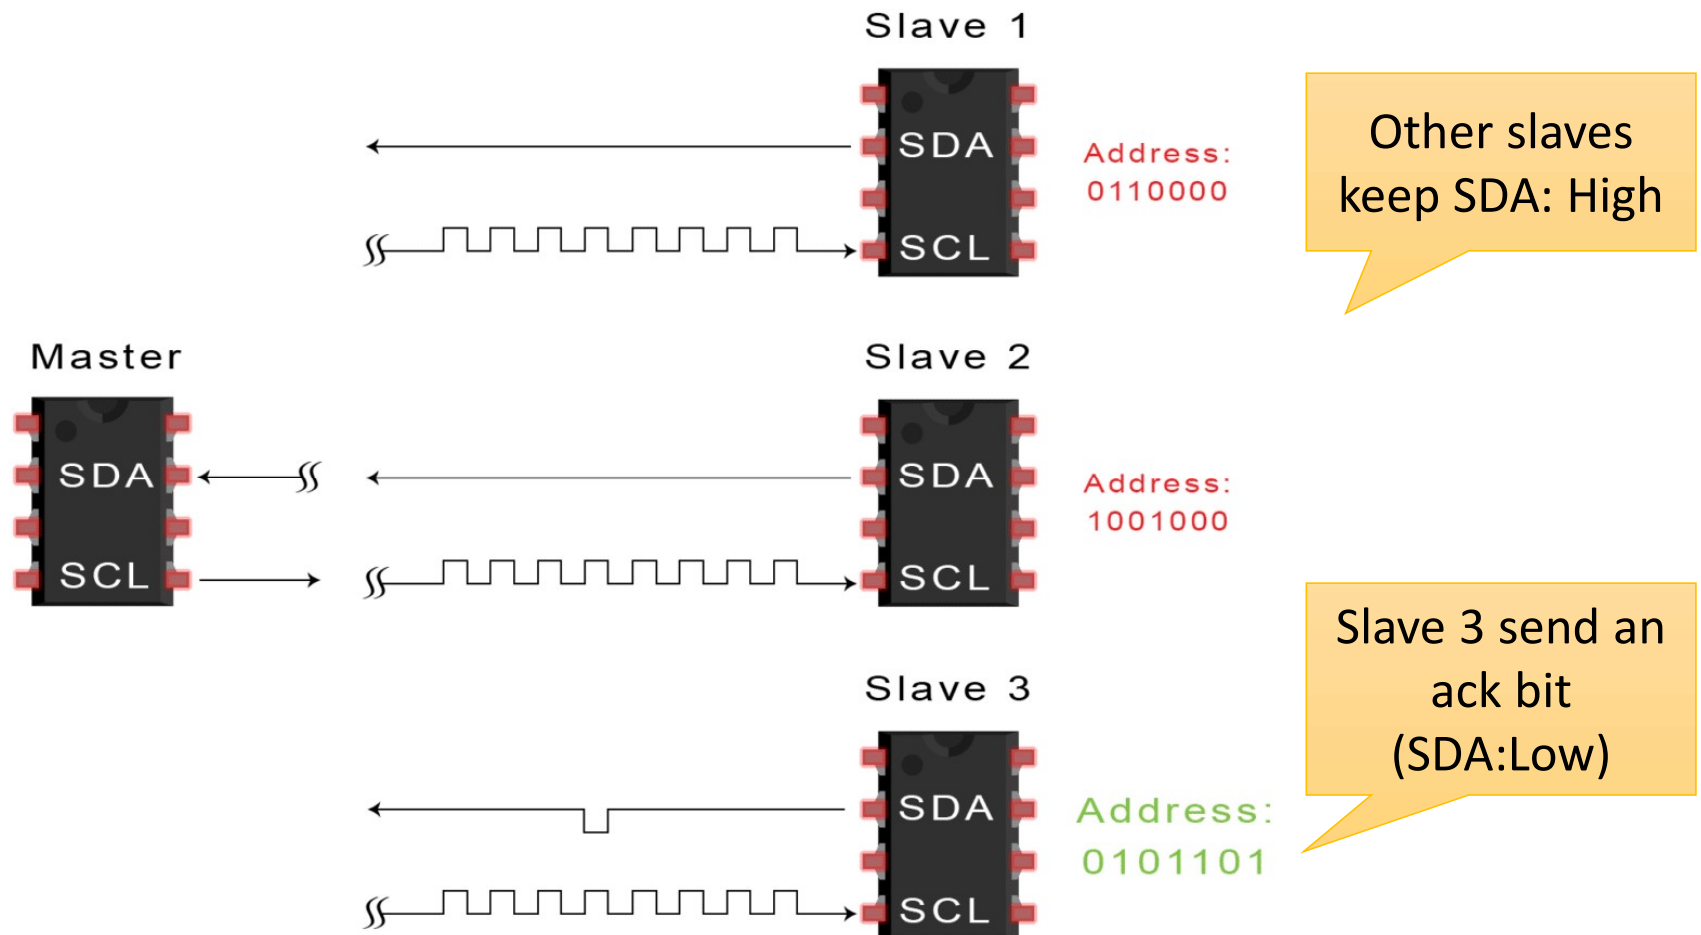 Slave 1
SDA
Address:
0110000
SCL
Other slaves
keep SDA: High
Master
SDA
SCL
Slave 2
SDA
Address:
1001000
SCL
Slave 3
SDA
Address:
0101101
SCL
Slave 3 send an
ack bit
(SDA:Low)